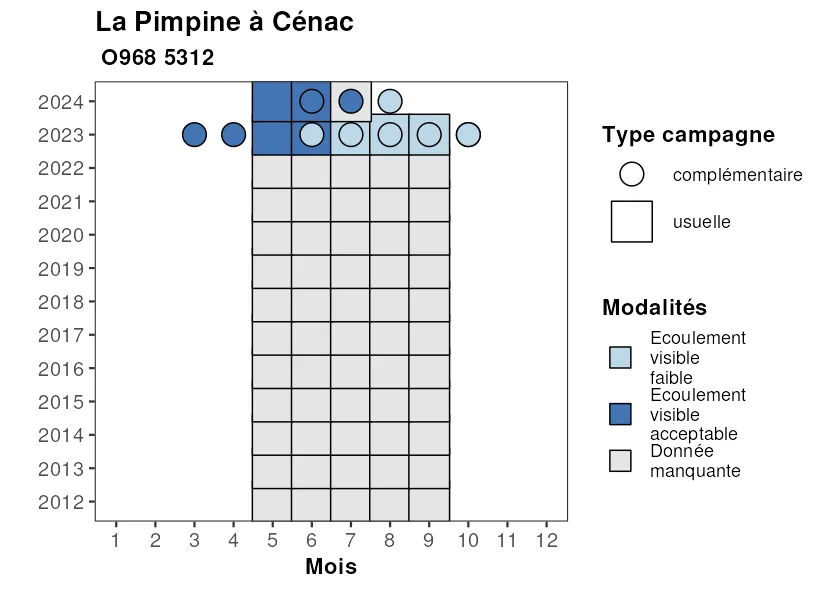 La Pimpine à Cénac
O968 5312
2024
2023
2022
2021
2020
2019
2018
2017
2016
2015
2014
2013
2012
1 2 3 4 5 6 7 8 9 10 11 12
Mois
Type campagne
complémentaire
usuelle
Modalités
Ecoulement
visible
faible
Ecoulement
visible
acceptable
Donnée
manquante